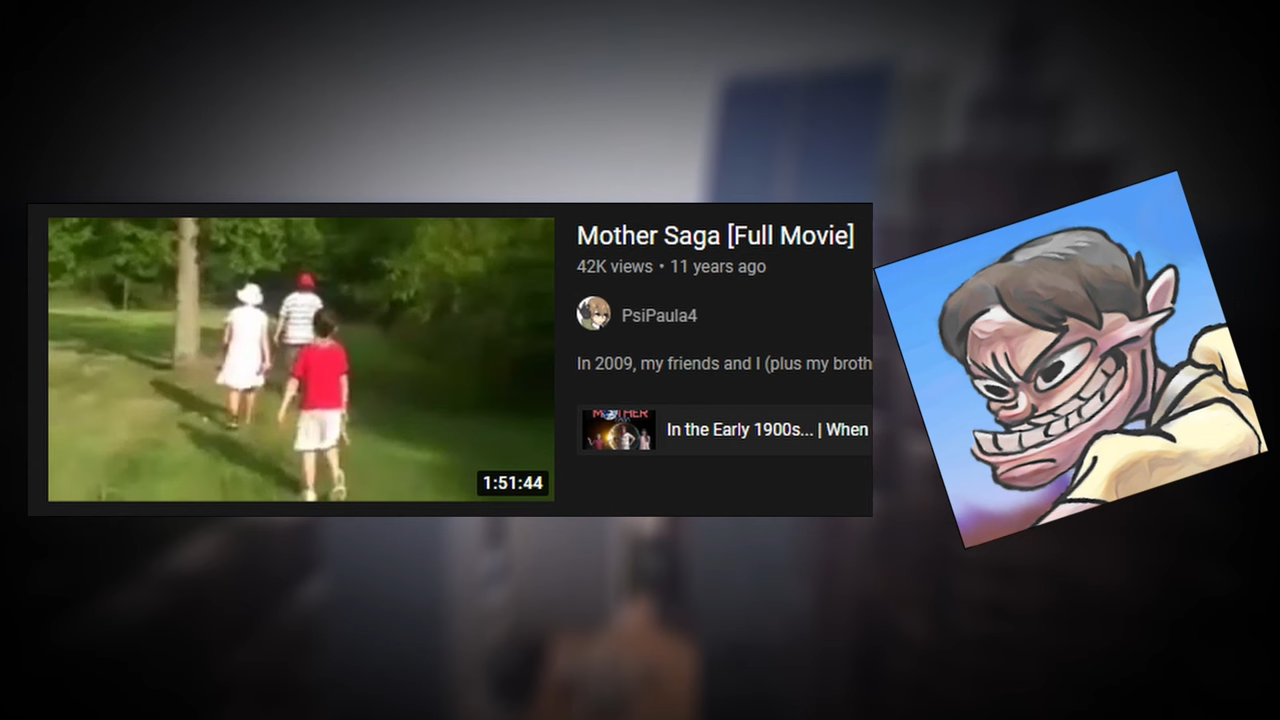 Mother Saga [Full Movie]
42K views • 11 years ago
PsiPaula4
In 2009, my friends and I (plus my broth
MOTHER
In the Early 1900s... | When
1:51:44